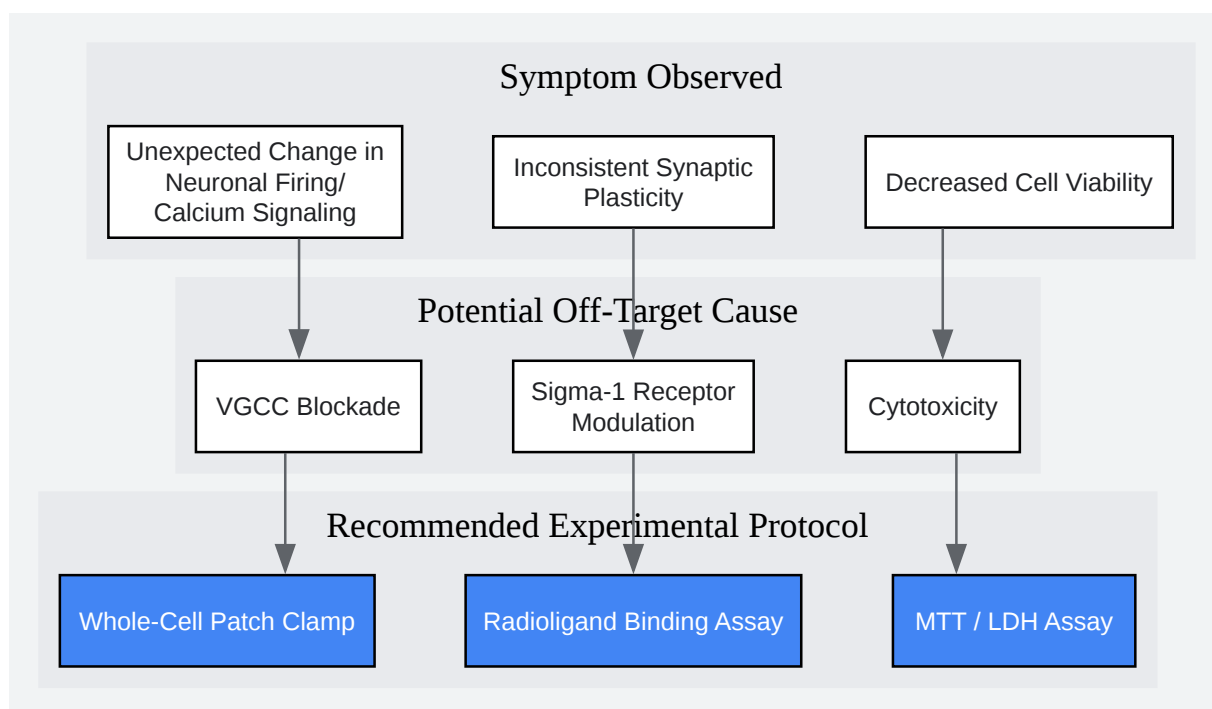 Symptom Observed
Unexpected Change in
Neuronal Firing/
Calcium Signaling
Inconsistent Synaptic
Plasticity
Decreased Cell Viability
Potential Off-Target Cause
VGCC Blockade
Sigma-1 Receptor
Modulation
Cytotoxicity
Recommended Experimental Protocol
Whole-Cell Patch Clamp
Radioligand Binding Assay
MTT / LDH Assay